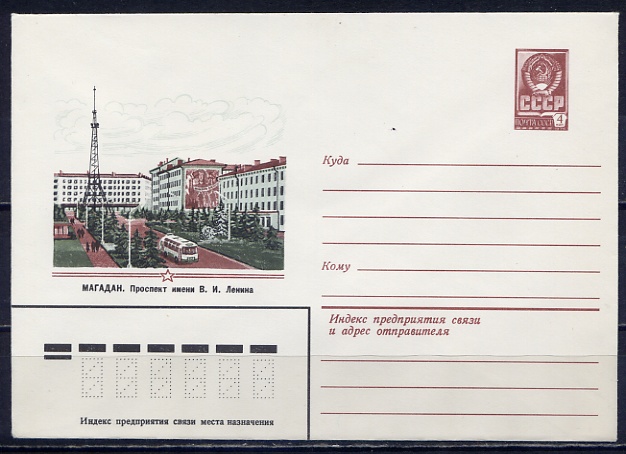 СССР
ПОЧТА СССР
4
Куда
Кому
МАГАДАН. Проспект имени В. И. Ленина
Индекс предприятия связи
и адрес отправителя
Индекс предприятия связи места назначения